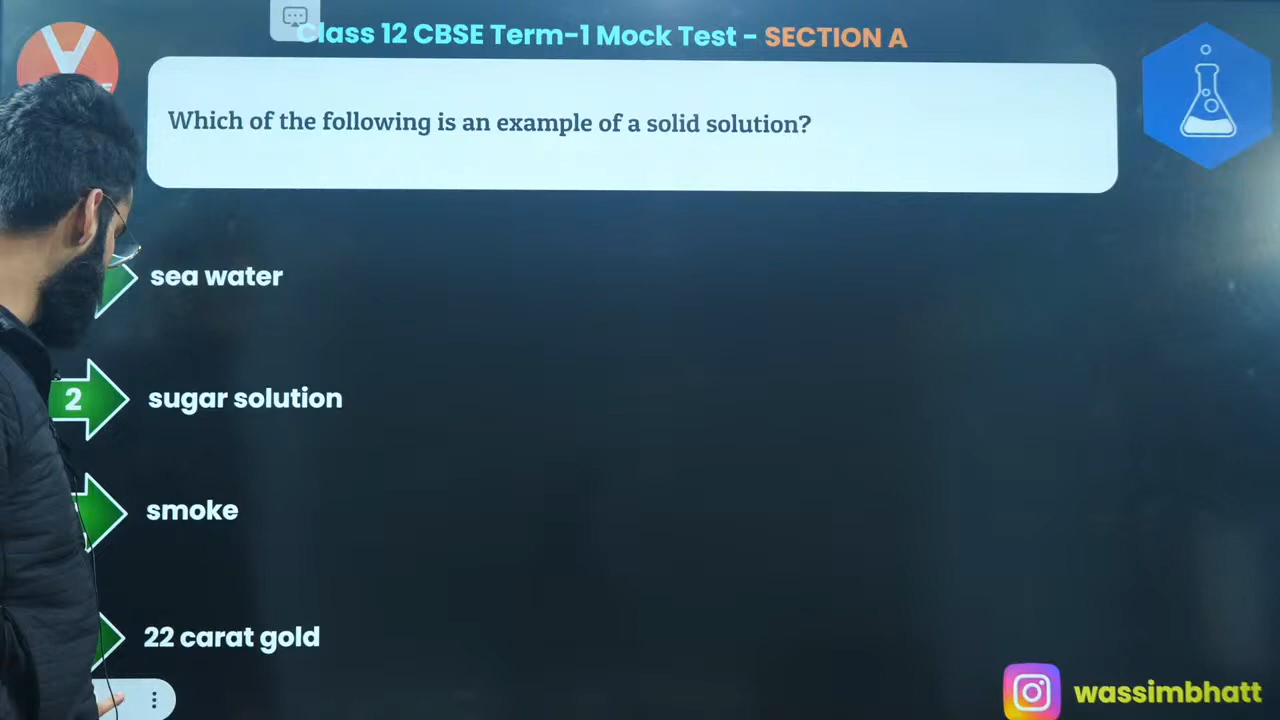 Class 12 CBSE Term-1 Mock Test - SECTION A
Which of the following is an example of a solid solution?
sea water
2 sugar solution
smoke
22 carat gold
wassimbhatt